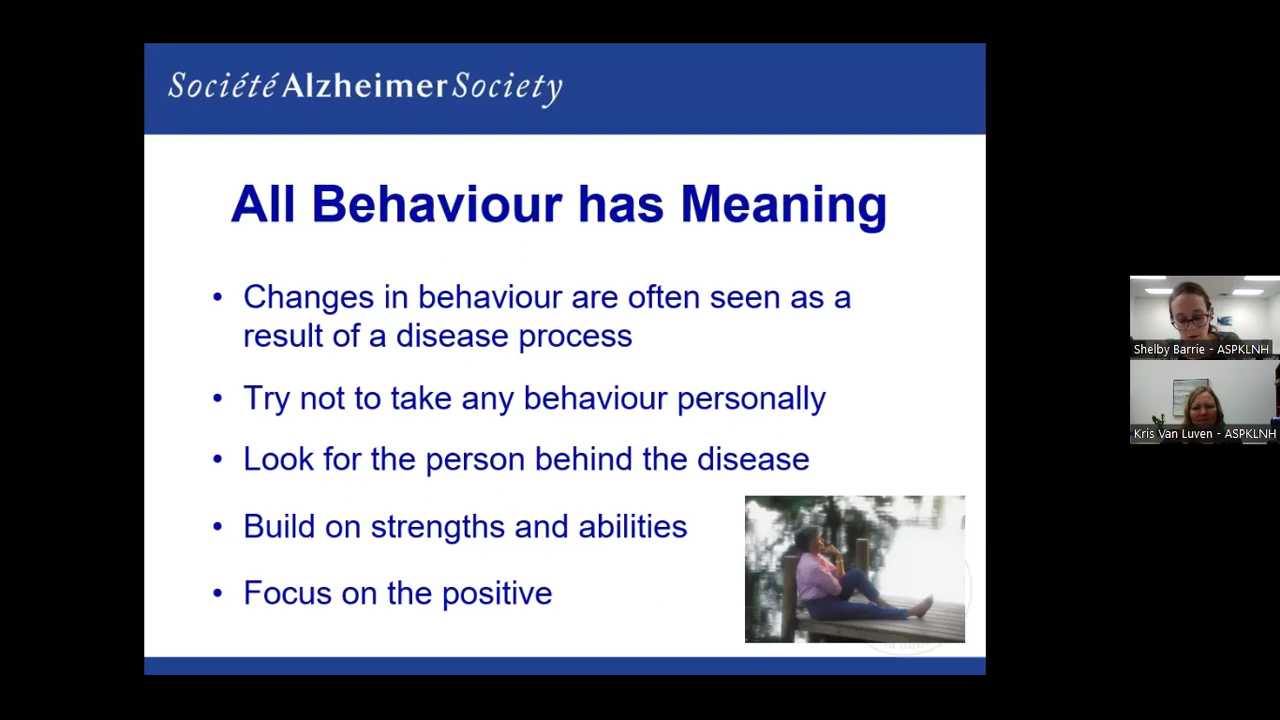 Société Alzheimer Society
All Behaviour has Meaning
• Changes in behaviour are often seen as a
result of a disease process
• Try not to take any behaviour personally
• Look for the person behind the disease
• Build on strengths and abilities
• Focus on the positive
Shelby Barrie - ASPKLNH
Kris Van Luven - ASPKLNH